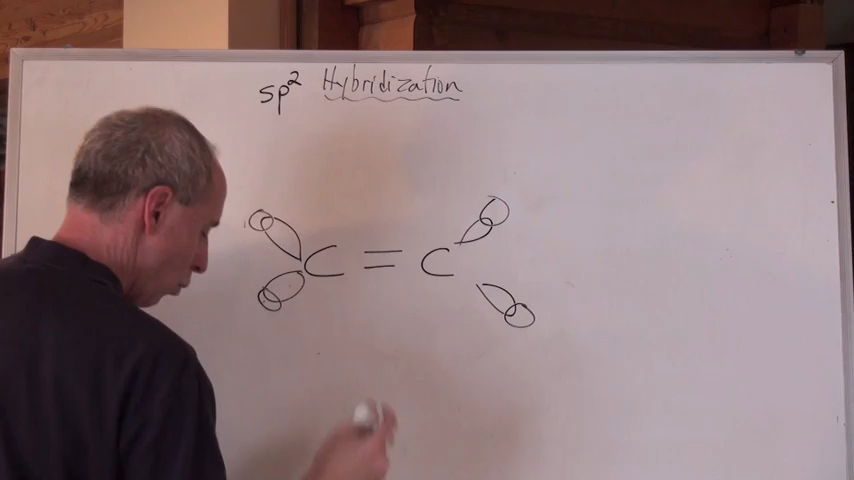 sp² Hybridization
C = C